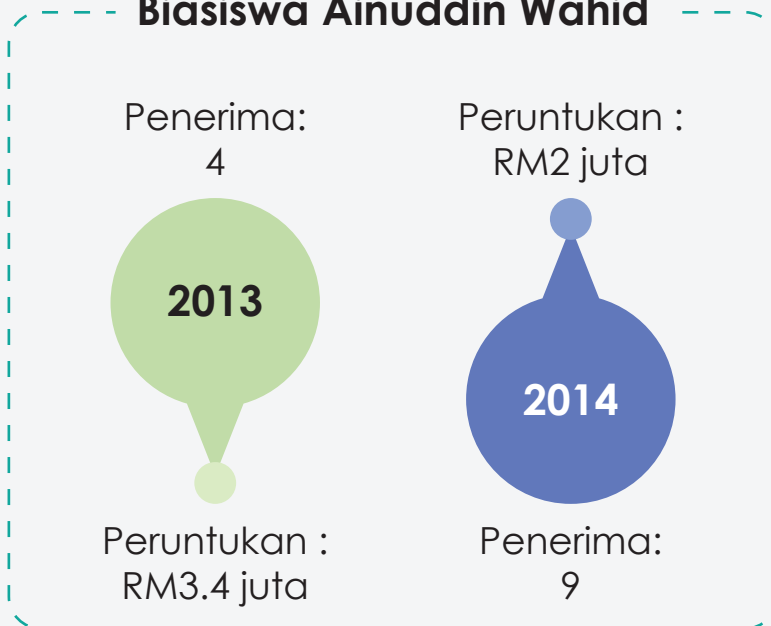 Biasiswa Ainuddin Wahid
Penerima:
4
2013
Peruntukan :
RM3.4 juta
Peruntukan :
RM2 juta
2014
Penerima:
9